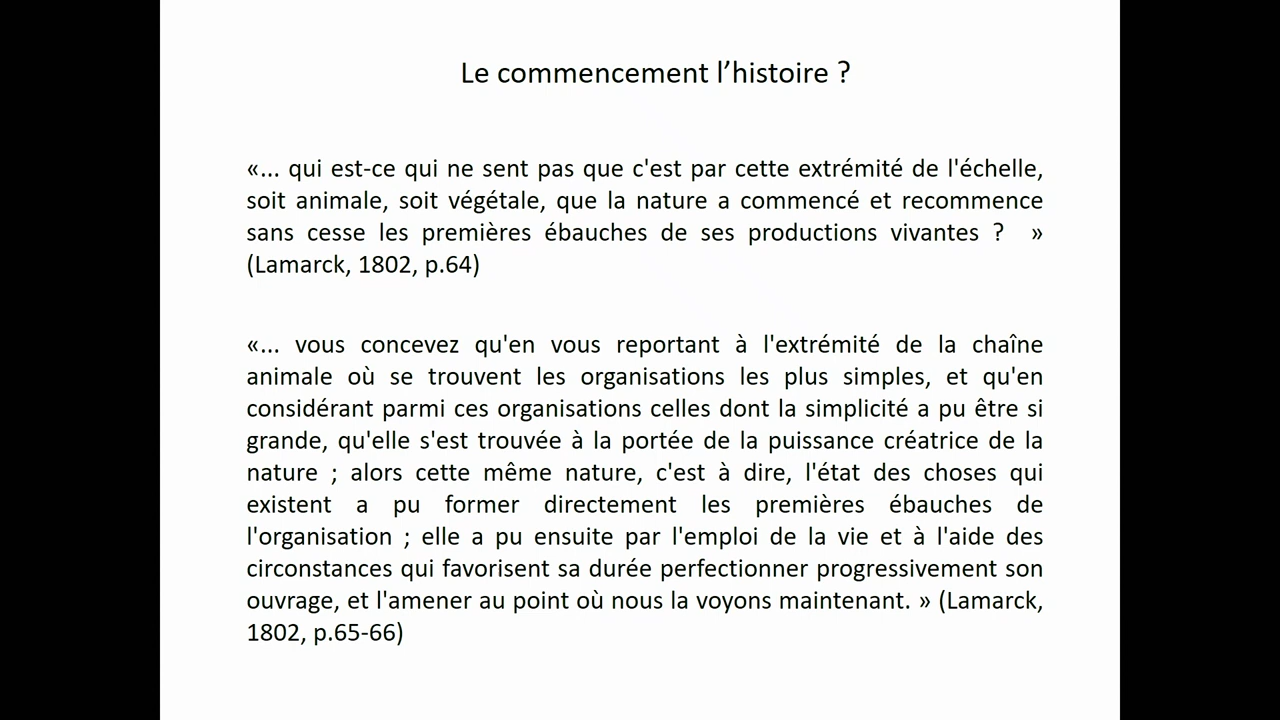 Le commencement l’histoire ?
«... qui est-ce qui ne sent pas que c'est par cette extrémité de l'échelle,
soit animale, soit végétale, que la nature a commencé et recommence
sans cesse les premières ébauches de ses productions vivantes ? »
(Lamarck, 1802, p.64)
«... vous concevez qu'en vous reportant à l'extrémité de la chaîne
animale où se trouvent les organisations les plus simples, et qu'en
considérant parmi ces organisations celles dont la simplicité a pu être si
grande, qu'elle s'est trouvée à la portée de la puissance créatrice de la
nature ; alors cette même nature, c'est à dire, l'état des choses qui
existent a pu former directement les premières ébauches de
l'organisation ; elle a pu ensuite par l'emploi de la vie et à l'aide des
circonstances qui favorisent sa durée perfectionner progressivement son
ouvrage, et l'amener au point où nous la voyons maintenant. » (Lamarck,
1802, p.65-66)